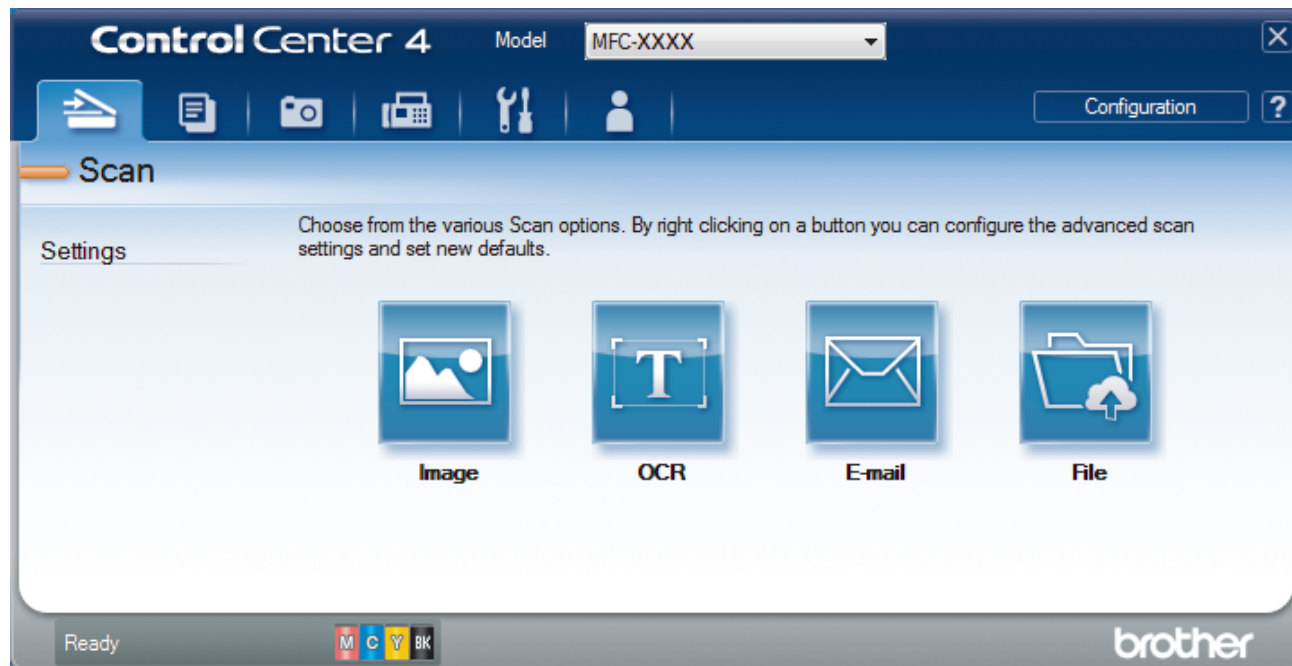 Control Center 4 Model MFC-XXXX
Configuration ?
Scan
Settings
Choose from the various Scan options. By right clicking on a button you can configure the advanced scan
settings and set new defaults.
T
Image OCR E-mail File
Ready M C Y BK brother